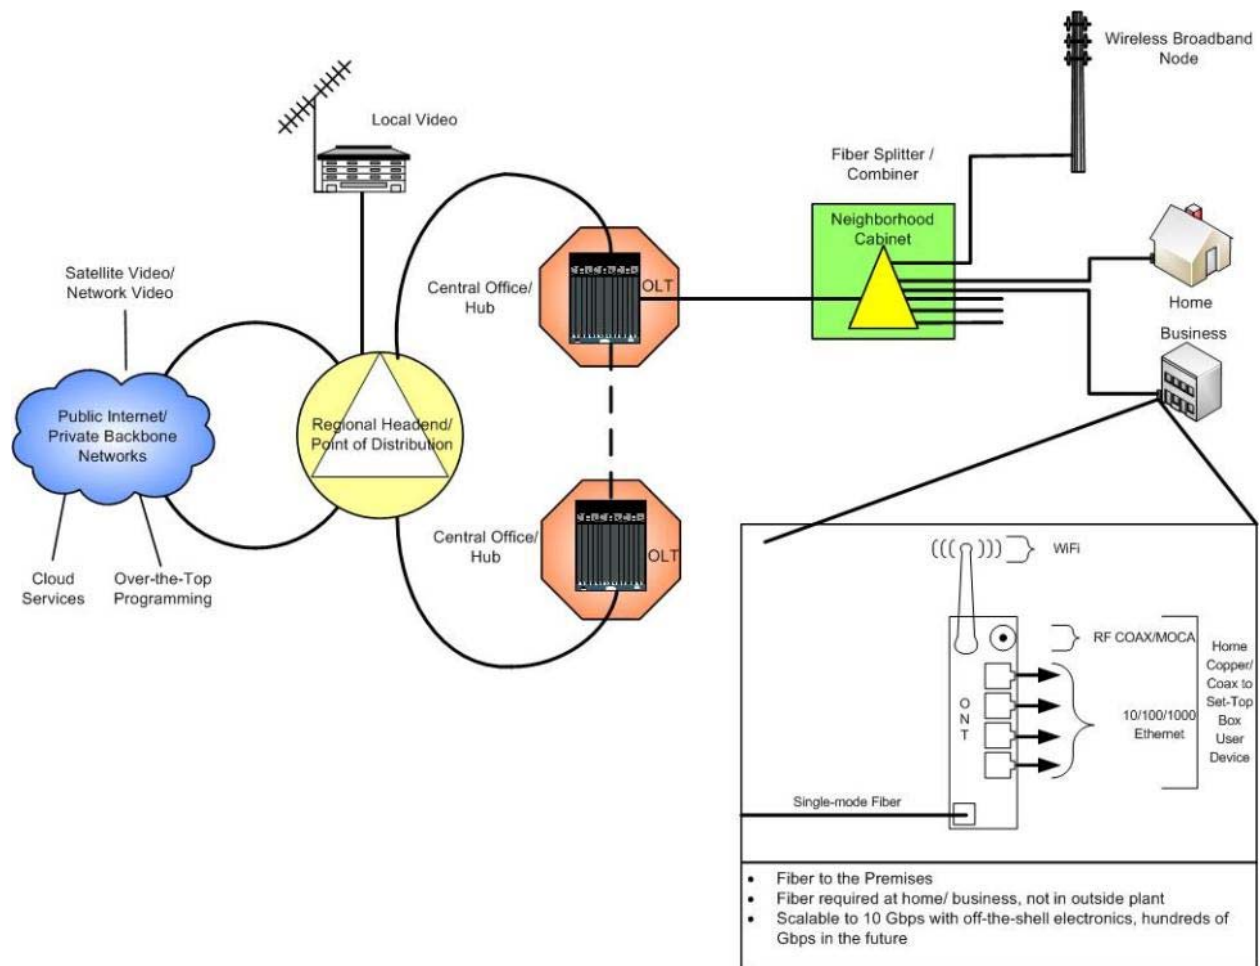 Wireless Broadband
Node
Local Video
Fiber Splitter /
Combiner
Neighborhood
Cabinet
Satellite Video/
Network Video
Central Office/
Hub
OLT
Home
Business
Public Internet/
Private Backbone
Networks
Regional Headend/
Point of Distribution
Central Office/
Hub
OLT
Cloud
Services
Over-the-Top
Programming
WiFi
RF COAX/MOCA
10/100/1000
Ethernet
Home
Copper/
Coax to
Set-Top
Box
User
Device
O
N
T
Single-mode Fiber
• Fiber to the Premises
• Fiber required at home/ business, not in outside plant
• Scalable to 10 Gbps with off-the-shell electronics, hundreds of
Gbps in the future